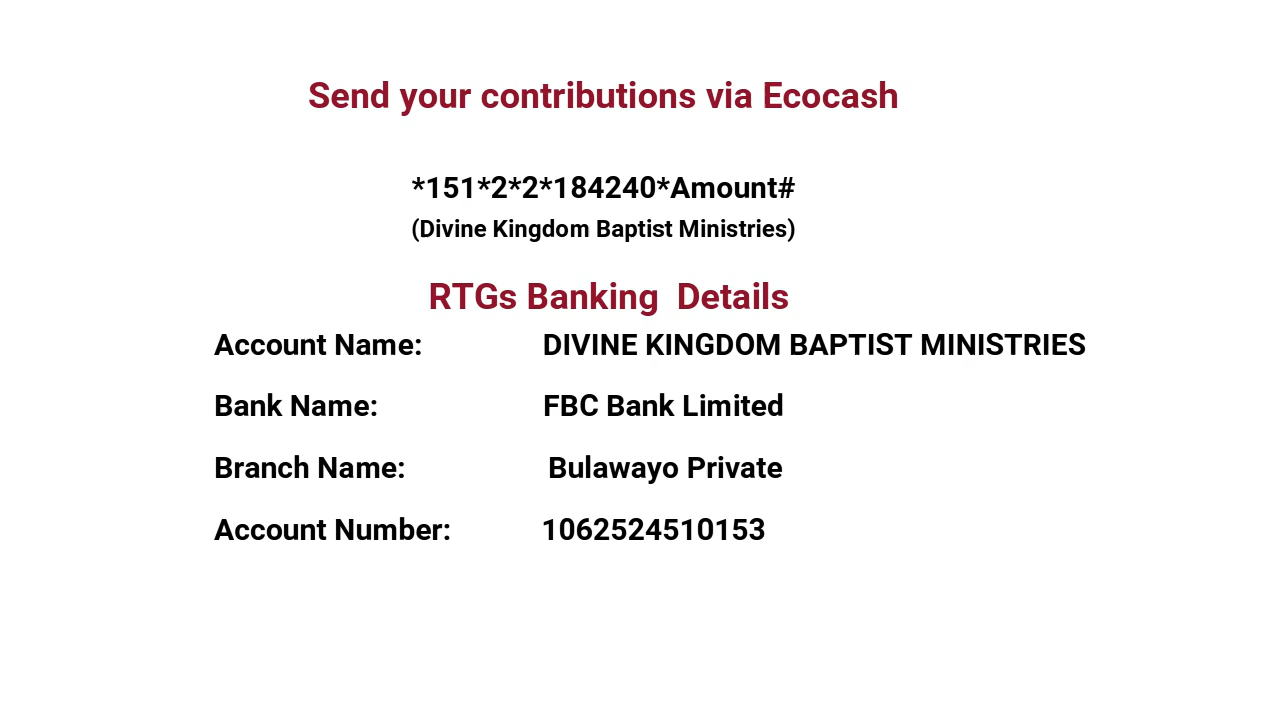 Send your contributions via Ecocash
*151*2*2*184240*Amount#
(Divine Kingdom Baptist Ministries)
RTGs Banking Details
Account Name: DIVINE KINGDOM BAPTIST MINISTRIES
Bank Name: FBC Bank Limited
Branch Name: Bulawayo Private
Account Number: 1062524510153